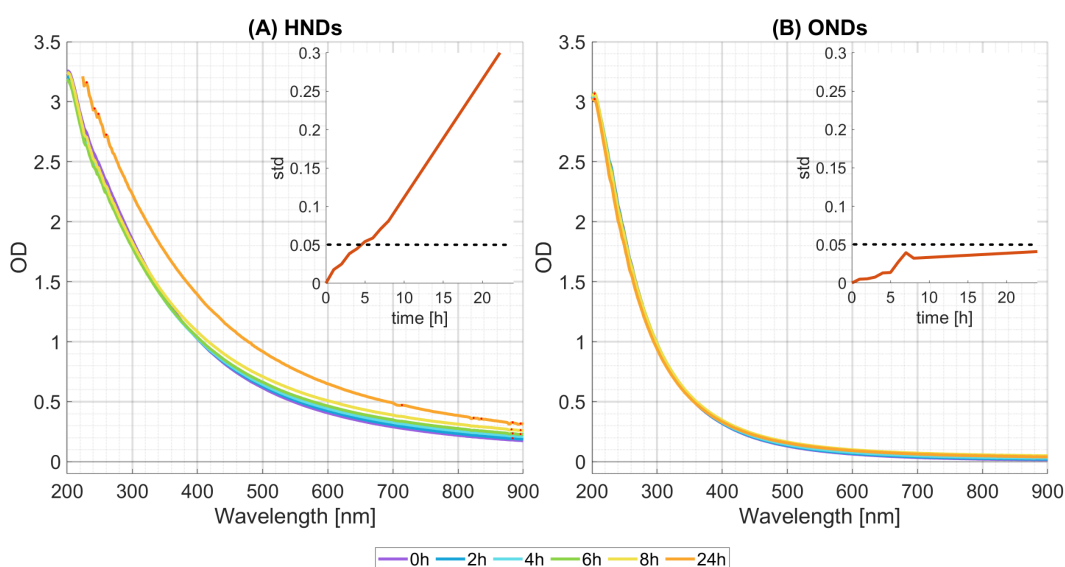 (A) HNDs
3.5
3
2.5
2
1.5
1
0.5
0
OD
200 300 400 500 600 700 800 900
Wavelength [nm]
0.3
0.25
0.2
0.15
0.1
0.05
0
std
0 5 10 15 20
time [h]
(B) ONDs
3.5
3
2.5
2
1.5
1
0.5
0
OD
200 300 400 500 600 700 800 900
Wavelength [nm]
0.3
0.25
0.2
0.15
0.1
0.05
0
std
0 5 10 15 20
time [h]
0h 2h 4h 6h 8h 24h